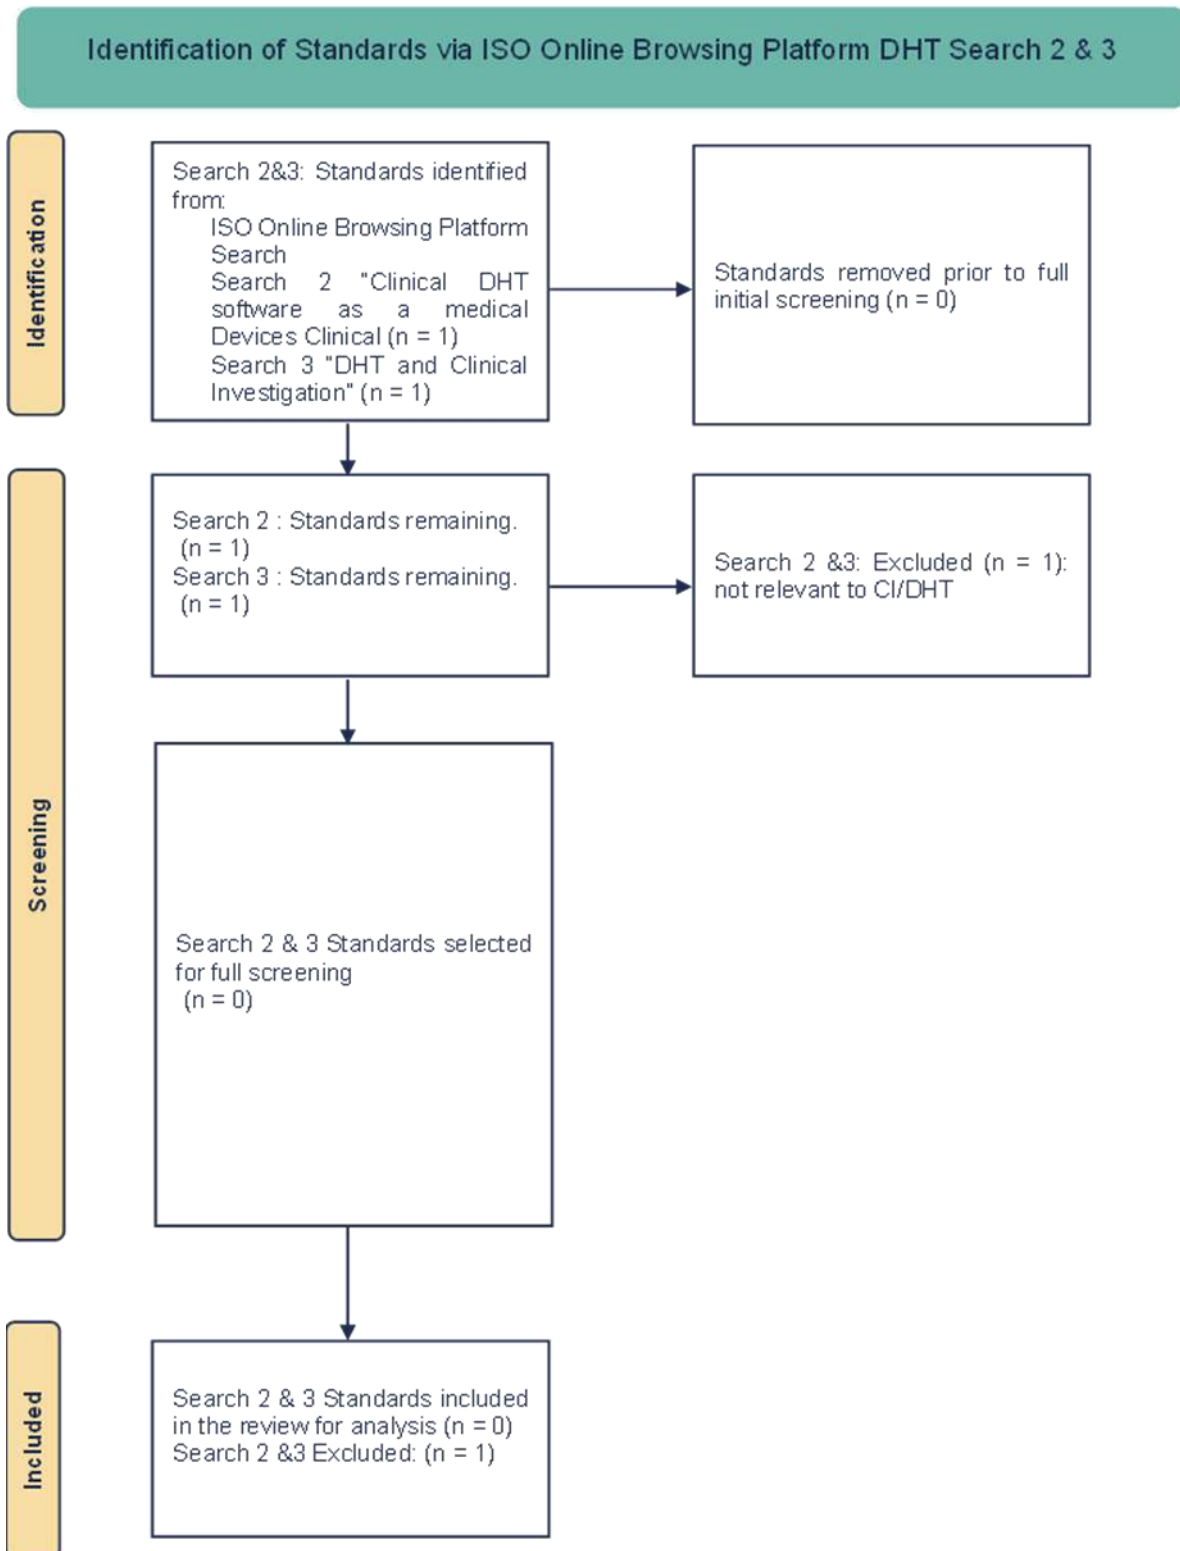 Identification of Standards via ISO Online Browsing Platform DHT Search 2 & 3
Identification
Search 2&3: Standards identified
from:
ISO Online Browsing Platform
Search
Search 2 "Clinical DHT
software as a medical
Devices Clinical (n = 1)
Search 3 "DHT and Clinical
Investigation" (n = 1)
Standards removed prior to full
initial screening (n = 0)
Screening
Search 2 : Standards remaining.
(n = 1)
Search 3 : Standards remaining.
(n = 1)
Search 2 &3: Excluded (n = 1):
not relevant to CI/DHT
Search 2 & 3 Standards selected
for full screening
(n = 0)
Included
Search 2 & 3 Standards included
in the review for analysis (n = 0)
Search 2 &3 Excluded: (n = 1)